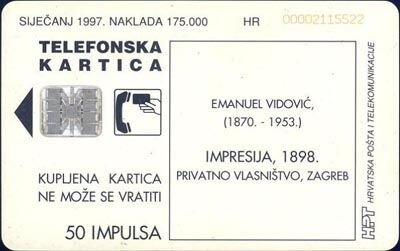 SIJEČANJ 1997. NAKLADA 175.000 HR 00002115522
TELEFONSKA
KARTICA
EMANUEL VIDOVIĆ,
(1870. - 1953.)
IMPRESIJA, 1898.
PRIVATNO VLASNIŠTVO, ZAGREB
KUPLJENA KARTICA
NE MOŽE SE VRATITI
50 IMPULSA
HPT HRVATSKA POŠTA I TELEKOMUNIKACIJE